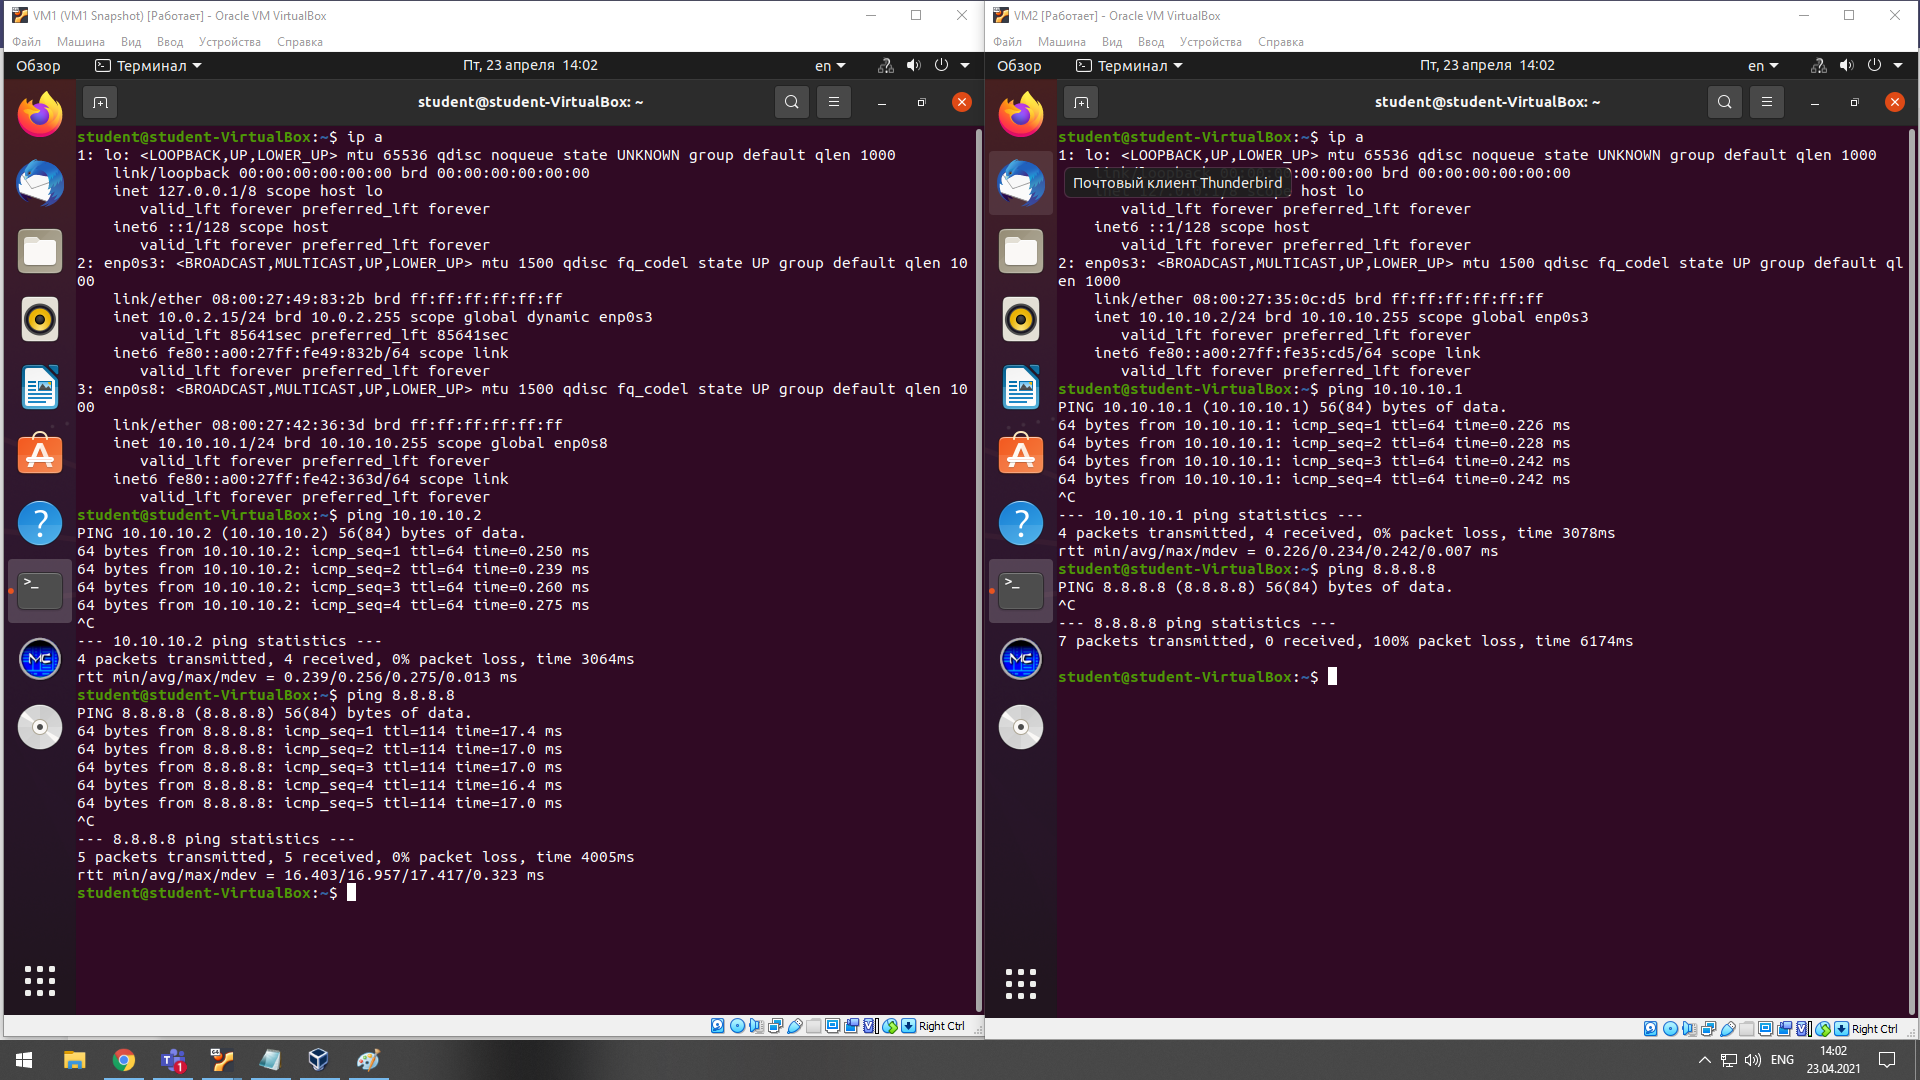 VM1 (VM1 Snapshot) [Работает] - Oracle VM VirtualBox
Файл Машина Вид Ввод Устройства Справка
Обзор Терминал Пт, 23 апреля 14:02 en
student@student-VirtualBox: ~
student@student-VirtualBox:~$ ip a
1: lo: <LOOPBACK,UP,LOWER_UP> mtu 65536 qdisc noqueue state UNKNOWN group default qlen 1000
link/loopback 00:00:00:00:00:00 brd 00:00:00:00:00:00
inet 127.0.0.1/8 scope host lo
valid_lft forever preferred_lft forever
inet6 ::1/128 scope host
valid_lft forever preferred_lft forever
2: enp0s3: <BROADCAST,MULTICAST,UP,LOWER_UP> mtu 1500 qdisc fq_codel state UP group default qlen 10
00
link/ether 08:00:27:49:83:2b brd ff:ff:ff:ff:ff:ff
inet 10.0.2.15/24 brd 10.0.2.255 scope global dynamic enp0s3
valid_lft 85641sec preferred_lft 85641sec
inet6 fe80::a00:27ff:fe49:832b/64 scope link
valid_lft forever preferred_lft forever
3: enp0s8: <BROADCAST,MULTICAST,UP,LOWER_UP> mtu 1500 qdisc fq_codel state UP group default qlen 10
00
link/ether 08:00:27:42:36:3d brd ff:ff:ff:ff:ff:ff
inet 10.10.10.1/24 brd 10.10.10.255 scope global enp0s8
valid_lft forever preferred_lft forever
inet6 fe80::a00:27ff:fe42:363d/64 scope link
valid_lft forever preferred_lft forever
student@student-VirtualBox:~$ ping 10.10.10.2
PING 10.10.10.2 (10.10.10.2) 56(84) bytes of data.
64 bytes from 10.10.10.2: icmp_seq=1 ttl=64 time=0.250 ms
64 bytes from 10.10.10.2: icmp_seq=2 ttl=64 time=0.239 ms
64 bytes from 10.10.10.2: icmp_seq=3 ttl=64 time=0.260 ms
64 bytes from 10.10.10.2: icmp_seq=4 ttl=64 time=0.275 ms
^C
--- 10.10.10.2 ping statistics ---
4 packets transmitted, 4 received, 0% packet loss, time 3064ms
rtt min/avg/max/mdev = 0.239/0.256/0.275/0.013 ms
student@student-VirtualBox:~$ ping 8.8.8.8
PING 8.8.8.8 (8.8.8.8) 56(84) bytes of data.
64 bytes from 8.8.8.8: icmp_seq=1 ttl=114 time=17.4 ms
64 bytes from 8.8.8.8: icmp_seq=2 ttl=114 time=17.0 ms
64 bytes from 8.8.8.8: icmp_seq=3 ttl=114 time=17.0 ms
64 bytes from 8.8.8.8: icmp_seq=4 ttl=114 time=16.4 ms
64 bytes from 8.8.8.8: icmp_seq=5 ttl=114 time=17.0 ms
^C
--- 8.8.8.8 ping statistics ---
5 packets transmitted, 5 received, 0% packet loss, time 4005ms
rtt min/avg/max/mdev = 16.403/16.957/17.417/0.323 ms
student@student-VirtualBox:~$
Right Ctrl
VM2 [Работает] - Oracle VM VirtualBox
Файл Машина Вид Ввод Устройства Справка
Обзор Терминал Пт, 23 апреля 14:02 en
student@student-VirtualBox: ~
student@student-VirtualBox:~$ ip a
1: lo: <LOOPBACK,UP,LOWER_UP> mtu 65536 qdisc noqueue state UNKNOWN group default qlen 1000
link/loopback 00:00:00:00:00:00 brd 00:00:00:00:00:00
Почтовый клиент Thunderbird
host lo
valid_lft forever preferred_lft forever
inet6 ::1/128 scope host
valid_lft forever preferred_lft forever
2: enp0s3: <BROADCAST,MULTICAST,UP,LOWER_UP> mtu 1500 qdisc fq_codel state UP group default ql
en 1000
link/ether 08:00:27:35:0c:d5 brd ff:ff:ff:ff:ff:ff
inet 10.10.10.2/24 brd 10.10.10.255 scope global enp0s3
valid_lft forever preferred_lft forever
inet6 fe80::a00:27ff:fe35:cd5/64 scope link
valid_lft forever preferred_lft forever
student@student-VirtualBox:~$ ping 10.10.10.1
PING 10.10.10.1 (10.10.10.1) 56(84) bytes of data.
64 bytes from 10.10.10.1: icmp_seq=1 ttl=64 time=0.226 ms
64 bytes from 10.10.10.1: icmp_seq=2 ttl=64 time=0.228 ms
64 bytes from 10.10.10.1: icmp_seq=3 ttl=64 time=0.242 ms
64 bytes from 10.10.10.1: icmp_seq=4 ttl=64 time=0.242 ms
^C
--- 10.10.10.1 ping statistics ---
4 packets transmitted, 4 received, 0% packet loss, time 3078ms
rtt min/avg/max/mdev = 0.226/0.234/0.242/0.007 ms
student@student-VirtualBox:~$ ping 8.8.8.8
PING 8.8.8.8 (8.8.8.8) 56(84) bytes of data.
^C
--- 8.8.8.8 ping statistics ---
7 packets transmitted, 0 received, 100% packet loss, time 6174ms
student@student-VirtualBox:~$
Right Ctrl
ENG
14:02
23.04.2021